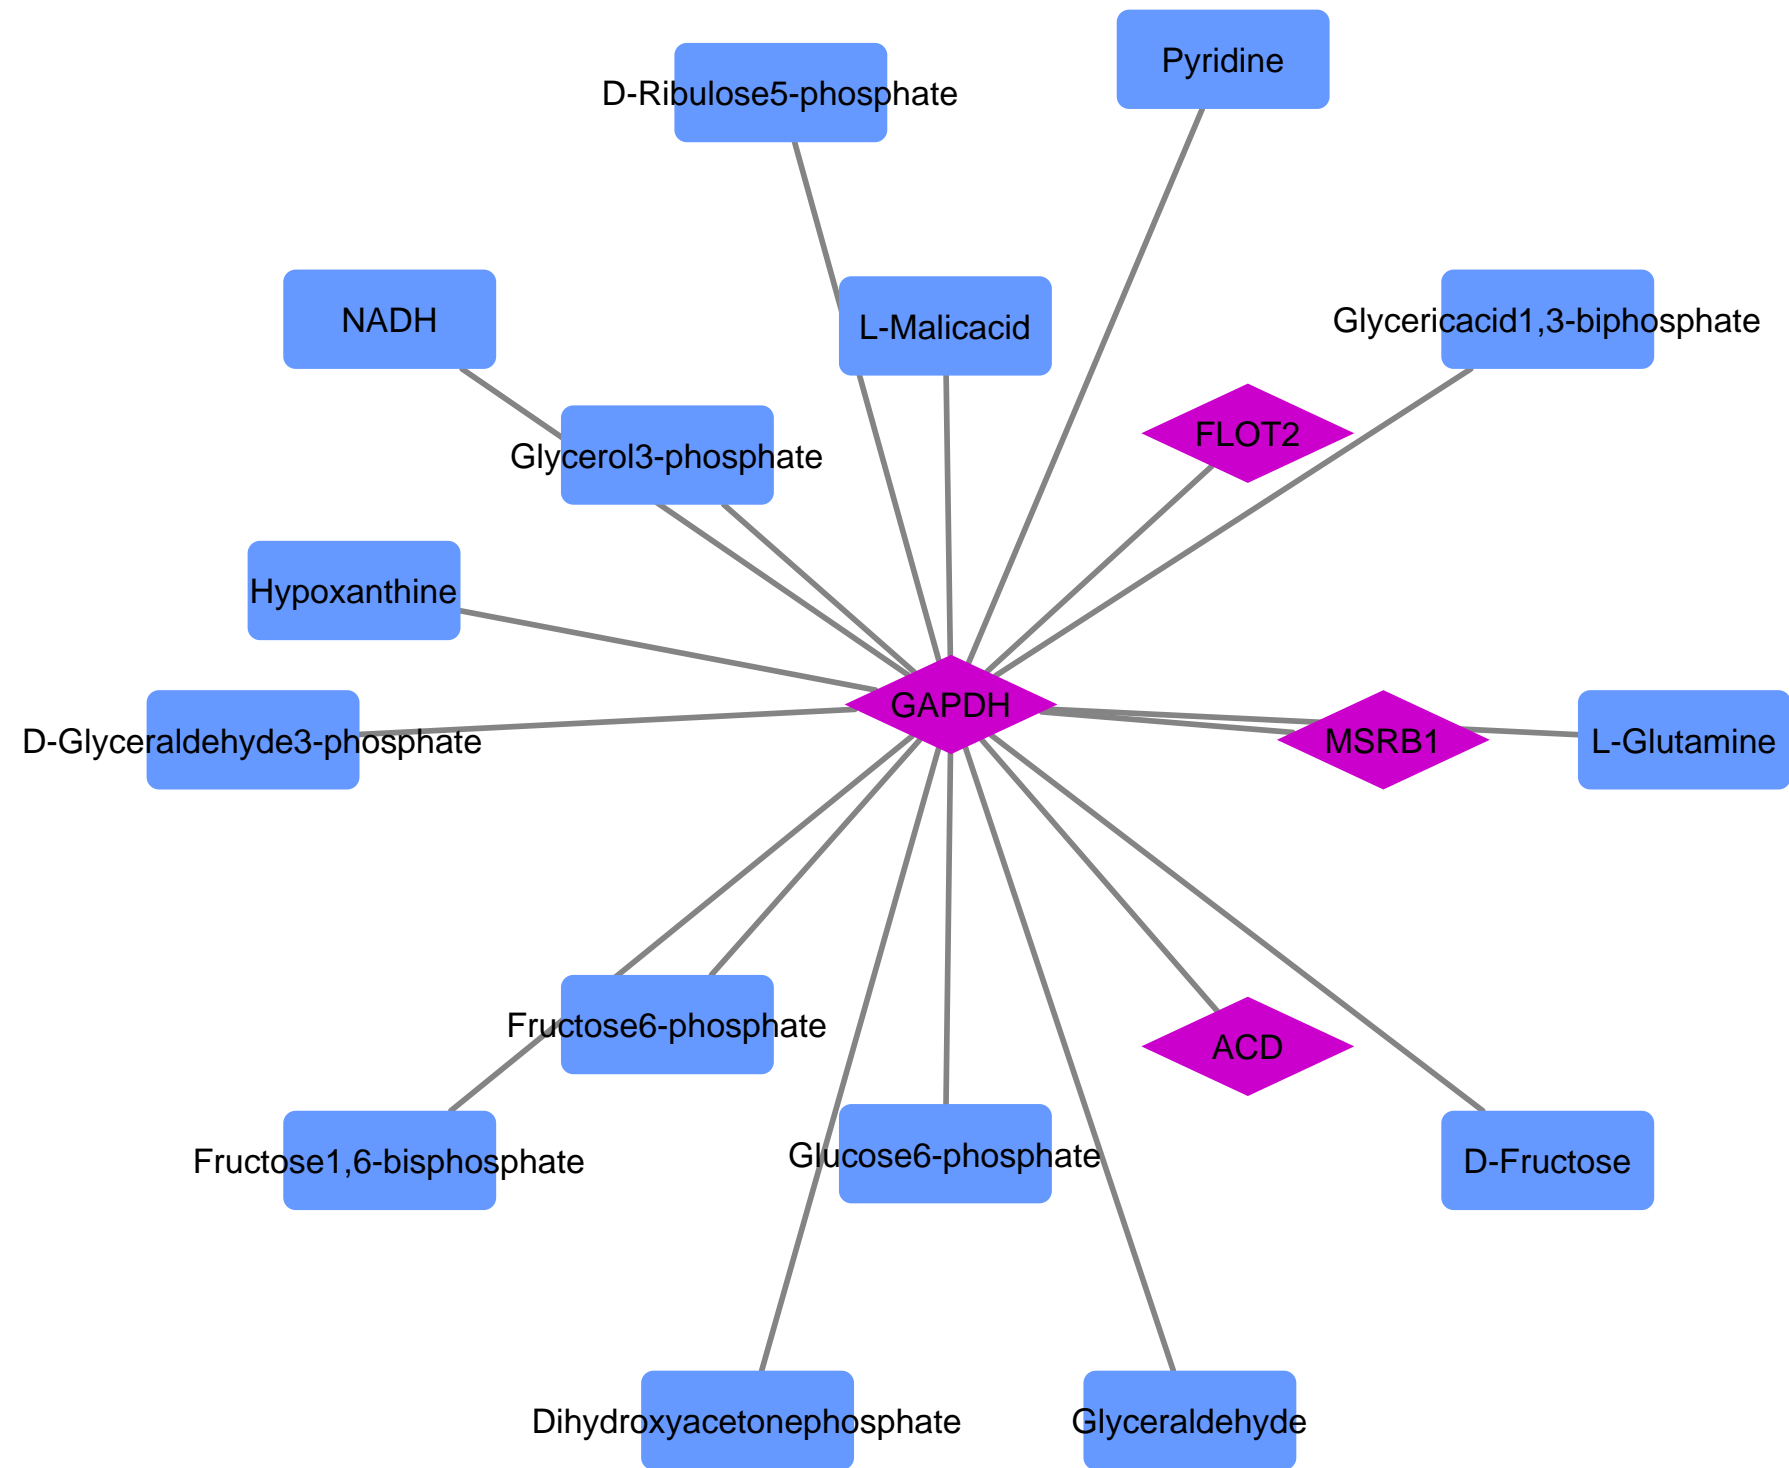 Pyridine
D-Ribulose5-phosphate
NADH
L-Malicacid
Glycericacid1,3-biphosphate
FLOT2
Glycerol3-phosphate
Hypoxanthine
GAPDH
D-Glyceraldehyde3-phosphate
MSRB1
L-Glutamine
Fructose6-phosphate
ACD
Fructose1,6-bisphosphate
Glucose6-phosphate
D-Fructose
Dihydroxyacetonephosphate
Glyceraldehyde